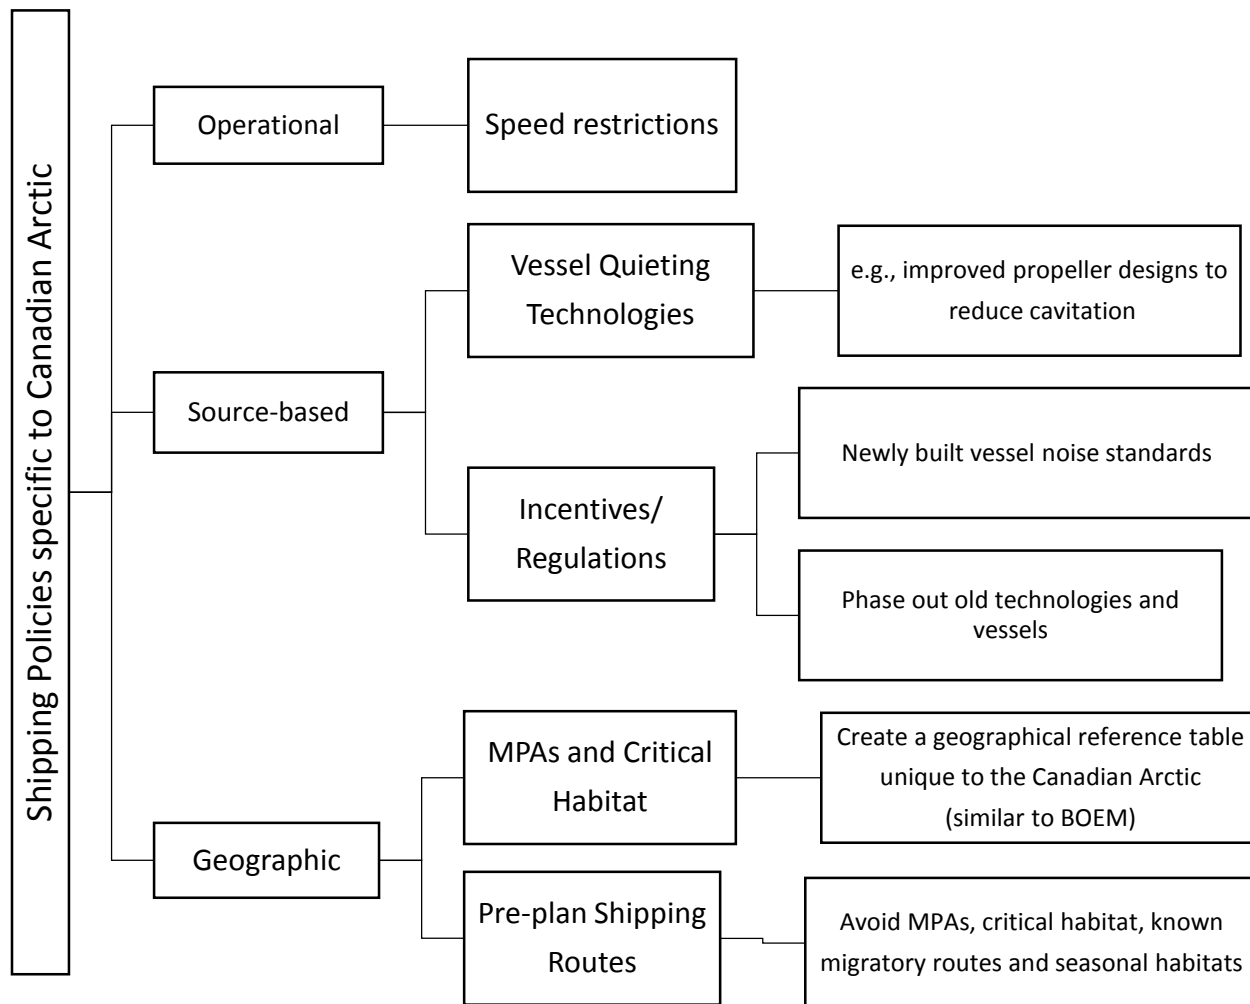 Shipping Policies specific to Canadian Arctic
Operational
Speed restrictions
Source-based
Vessel Quieting
Technologies
e.g., improved propeller designs to
reduce cavitation
Incentives/
Regulations
Newly built vessel noise standards
Phase out old technologies and
vessels
Geographic
MPAs and Critical
Habitat
Create a geographical reference table
unique to the Canadian Arctic
(similar to BOEM)
Pre-plan Shipping
Routes
Avoid MPAs, critical habitat, known
migratory routes and seasonal habitats